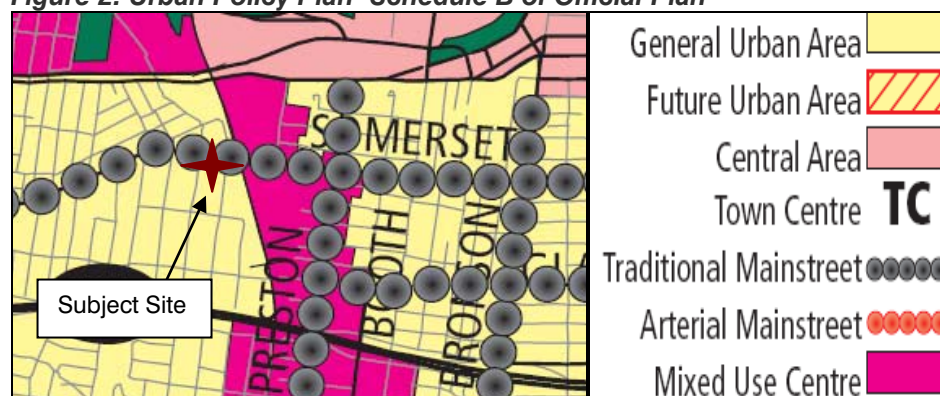 Figure 2: Urban Policy Plan- Schedule B of Official Plan
SOMERSET
PRESTON
BOOTH
BRONSON
Subject Site
General Urban Area
Future Urban Area
Central Area
Town Centre TC
Traditional Mainstreet
Arterial Mainstreet
Mixed Use Centre